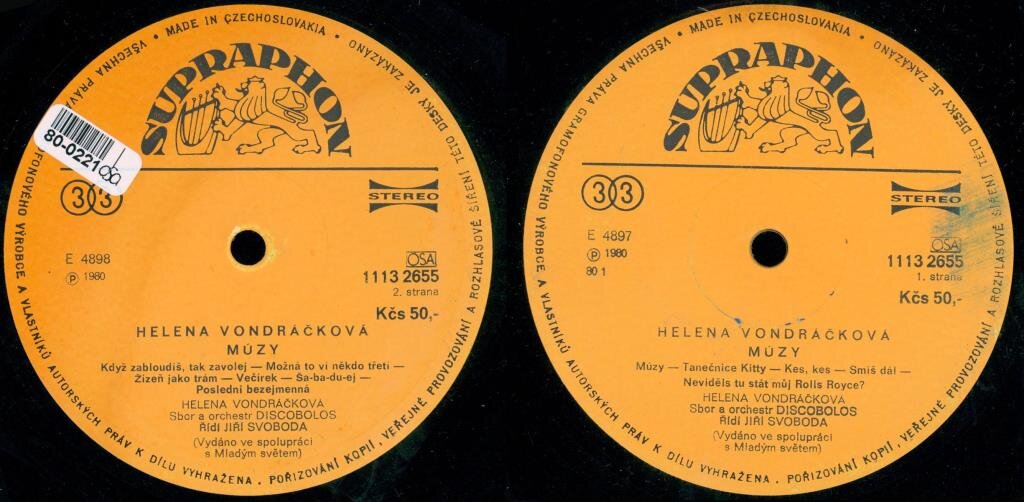 • MADE IN CZECHOSLOVAKIA • VŠECHNA PRÁVA
FONOVÉHO VÝROBCE A VLASTNÍKŮ AUTORSKÝCH PRÁV K DÍLU VYHRAŽENA. POŘIZOVÁNÍ KOPIÍ, VEŘEJNÉ PROVOZOVÁNÍ A ROZHLASOVÉ ŠÍŘENÍ TÉTO DESKY JE ZAKÁZÁNO
SUPRAPHON
80-0221
OSA
33
STEREO
E 4898
Ⓟ 1980
OSA
1113 2655
2. strana
Kčs 50,-
HELENA VONDRÁČKOVÁ
MÚZY
Když zabloudíš, tak zavolej — Možná to ví někdo třetí —
Žízeň jako trám — Večírek — Ša-ba-du-ej —
Poslední bezejmenná
HELENA VONDRÁČKOVÁ
Sbor a orchestr DISCOBOLOS
Řídí JIŘÍ SVOBODA
(Vydáno ve spolupráci
s Mladým světem)
• MADE IN CZECHOSLOVAKIA • VŠECHNA PRÁVA GRAMOFONOVÉHO VÝROBCE A VLASTNÍKŮ AUTORSKÝCH PRÁV K DÍLU VYHRAŽENA. POŘIZOVÁNÍ KOPIÍ, VEŘEJNÉ PROVOZOVÁNÍ A ROZHLASOVÉ ŠÍŘENÍ TÉTO DESKY JE ZAKÁZÁNO
SUPRAPHON
33
STEREO
E 4897
Ⓟ 1980
80 1
OSA
1113 2655
1. strana
Kčs 50,-
HELENA VONDRÁČKOVÁ
MÚZY
Múzy — Tanečnice Kitty — Kes, kes — Smíš dál —
Neviděls tu stát můj Rolls Royce?
HELENA VONDRÁČKOVÁ
Sbor a orchestr DISCOBOLOS
Řídí JIŘÍ SVOBODA
(Vydáno ve spolupráci
s Mladým světem)